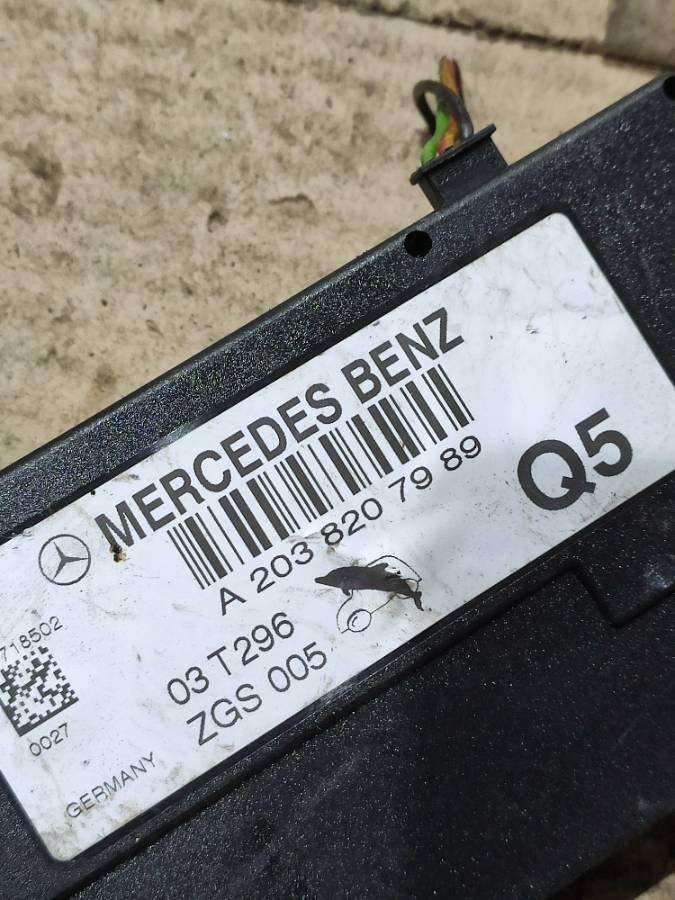 MERCEDES BENZ
A 203 820 79 89
Q5
03 T296
ZGS 005
718502
0027
GERMANY